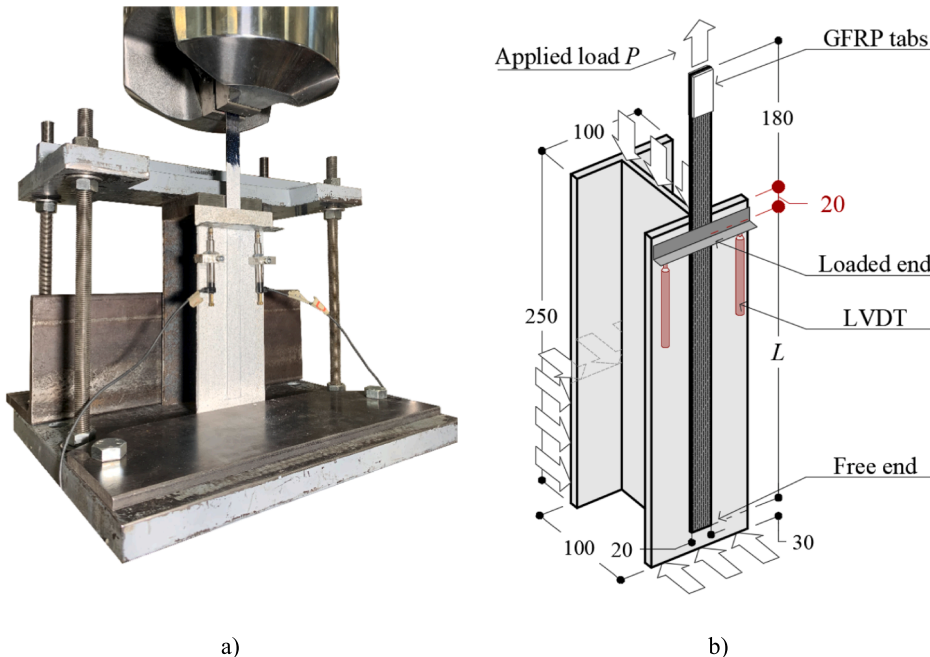 Applied load P
GFRP tabs
100
180
20
Loaded end
250
LVDT
L
Free end
100
20
30
a)
b)